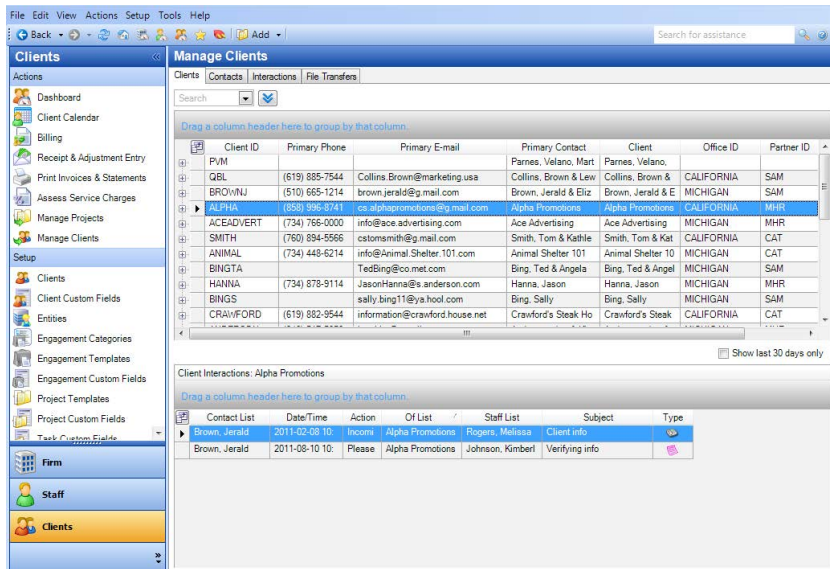 File Edit View Actions Setup Tools Help
Back Add Search for assistance
Clients
Actions
Dashboard
Client Calendar
Billing
Receipt & Adjustment Entry
Print Invoices & Statements
Assess Service Charges
Manage Projects
Manage Clients
Setup
Clients
Client Custom Fields
Entities
Engagement Categories
Engagement Templates
Engagement Custom Fields
Project Templates
Project Custom Fields
Task Custom Fields
Firm
Staff
Clients
Manage Clients
Clients Contacts Interactions File Transfers
Search
Drag a column header here to group by that column.
Client ID Primary Phone Primary E-mail Primary Contact Client Office ID Partner ID
PVM Parnes, Velano, Mart Parnes, Velano,
QBL (619) 885-7544 Collins.Brown@marketing.usa Collins, Brown & Lew Collins, Brown & CALIFORNIA SAM
BROWNJ (510) 665-1214 brown.jerald@g.mail.com Brown, Jerald & Eliz Brown, Jerald & E MICHIGAN SAM
ALPHA (858) 996-8741 cs.alphapromotions@g.mail.com Alpha Promotions Alpha Promotions CALIFORNIA MHR
ACEADVERT (734) 766-0000 info@ace.advertising.com Ace Advertising Ace Advertising MICHIGAN MHR
SMITH (760) 894-5566 cstomsmith@g.mail.com Smith, Tom & Kathle Smith, Tom & Kat CALIFORNIA CAT
ANIMAL (734) 448-6214 info@Animal.Shelter.101.com Animal Shelter 101 Animal Shelter 10 MICHIGAN CAT
BINGTA TedBing@co.met.com Bing, Ted & Angela Bing, Ted & Angel MICHIGAN SAM
HANNA (734) 878-9114 JasonHanna@s.anderson.com Hanna, Jason Hanna, Jason MICHIGAN MHR
BINGS sally.bing11@ya.hool.com Bing, Sally Bing, Sally MICHIGAN SAM
CRAWFORD (619) 882-9544 information@crawford.house.net Crawford's Steak Ho Crawford's Steak CALIFORNIA CAT
Show last 30 days only
Client Interactions: Alpha Promotions
Drag a column header here to group by that column.
Contact List Date/Time Action Of List Staff List Subject Type
Brown, Jerald 2011-02-08 10: Incomi Alpha Promotions Rogers, Melissa Client info
Brown, Jerald 2011-08-10 10: Please Alpha Promotions Johnson, Kimberl Verifying info